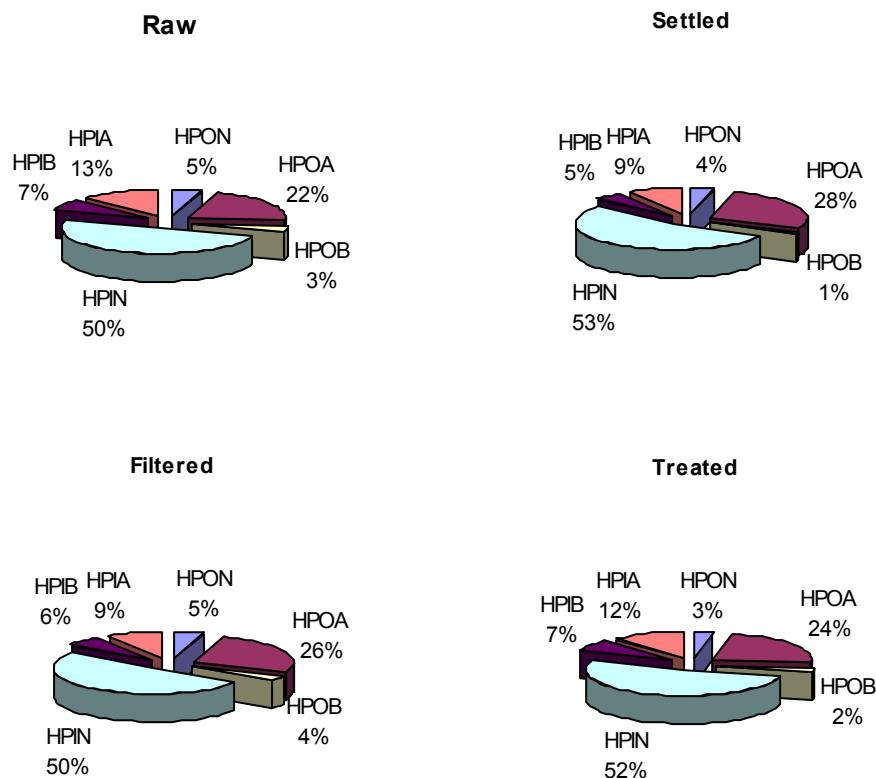 Raw
HPIB
7%
HPIA
13%
HPON
5%
HPOA
22%
HPOB
3%
HPIN
50%
Settled
HPIB
5%
HPIA
9%
HPON
4%
HPOA
28%
HPOB
1%
HPIN
53%
Filtered
HPIB
6%
HPIA
9%
HPON
5%
HPOA
26%
HPOB
4%
HPIN
50%
Treated
HPIB
7%
HPIA
12%
HPON
3%
HPOA
24%
HPOB
2%
HPIN
52%